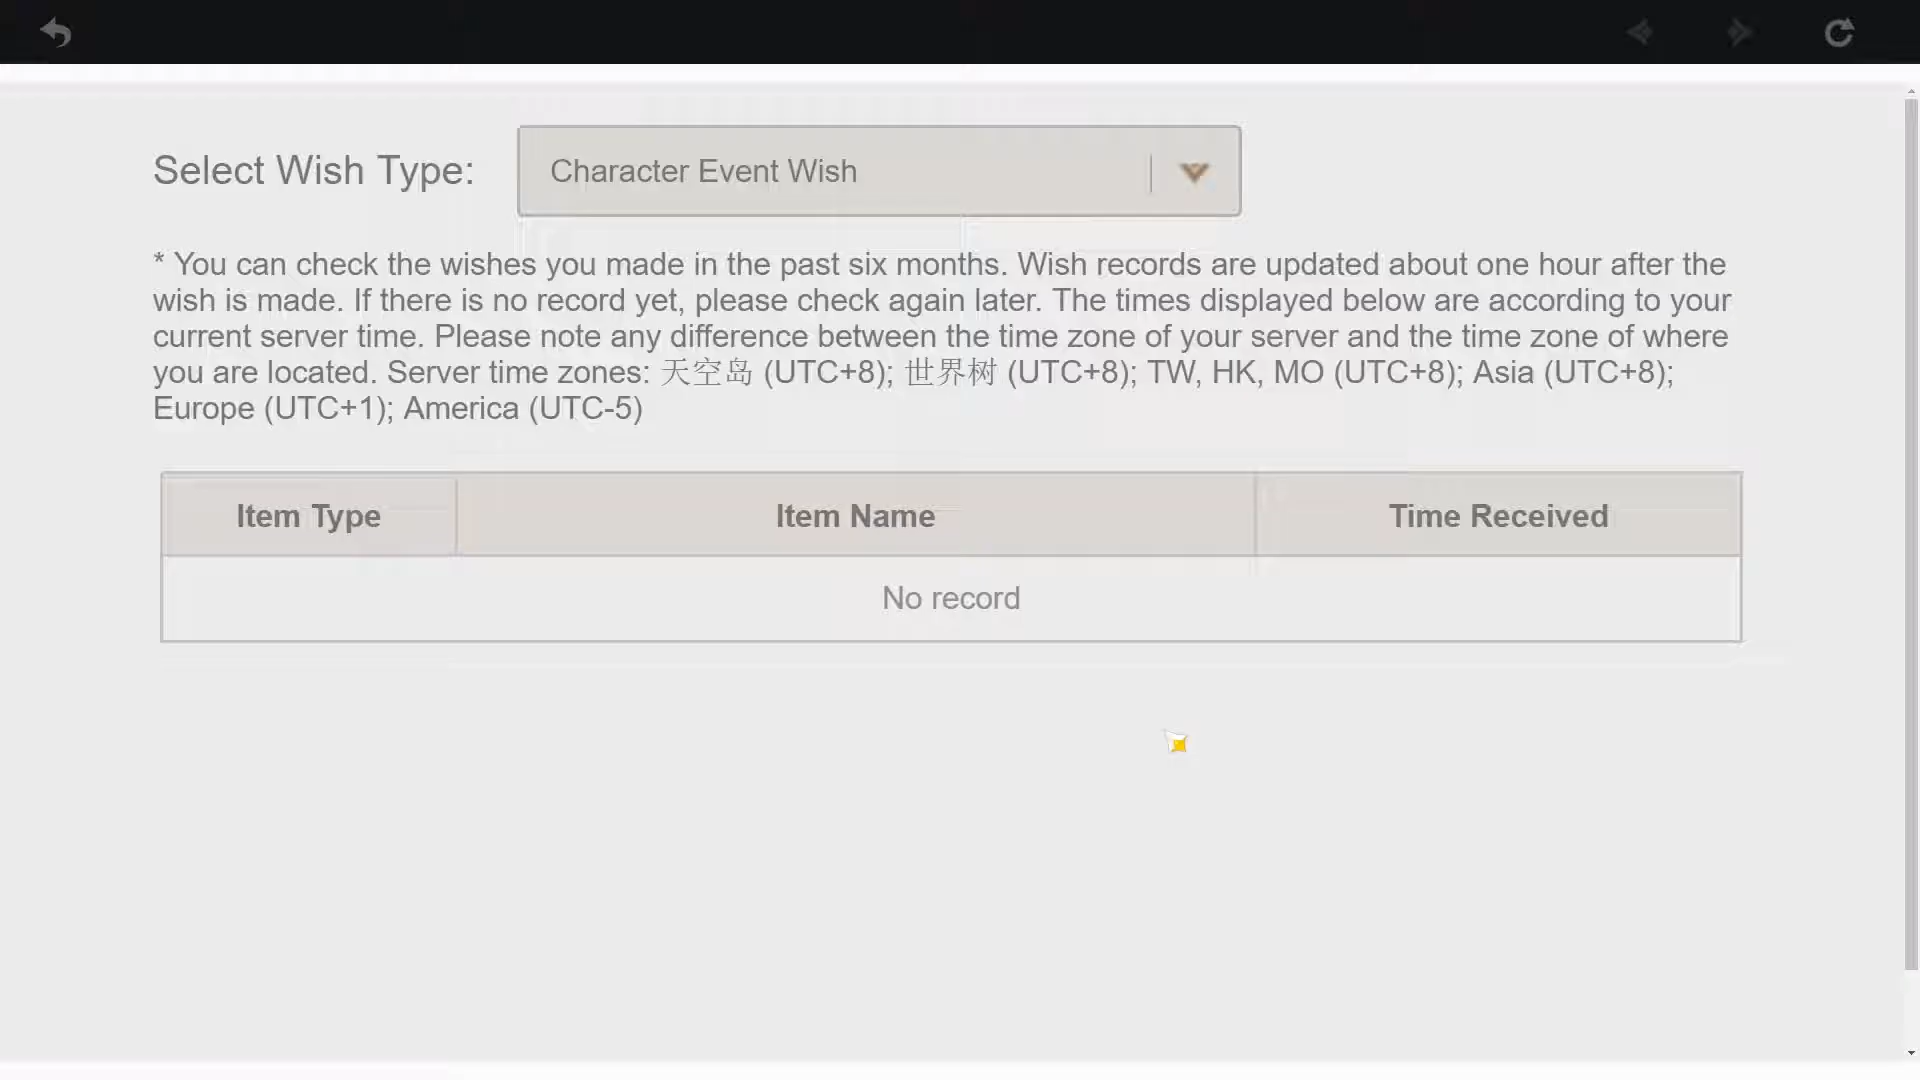 Select Wish Type:
Character Event Wish
* You can check the wishes you made in the past six months. Wish records are updated about one hour after the
wish is made. If there is no record yet, please check again later. The times displayed below are according to your
current server time. Please note any difference between the time zone of your server and the time zone of where
you are located. Server time zones: 天空岛 (UTC+8); 世界树 (UTC+8); TW, HK, MO (UTC+8); Asia (UTC+8);
Europe (UTC+1); America (UTC-5)
Item Type
Item Name
Time Received
No record